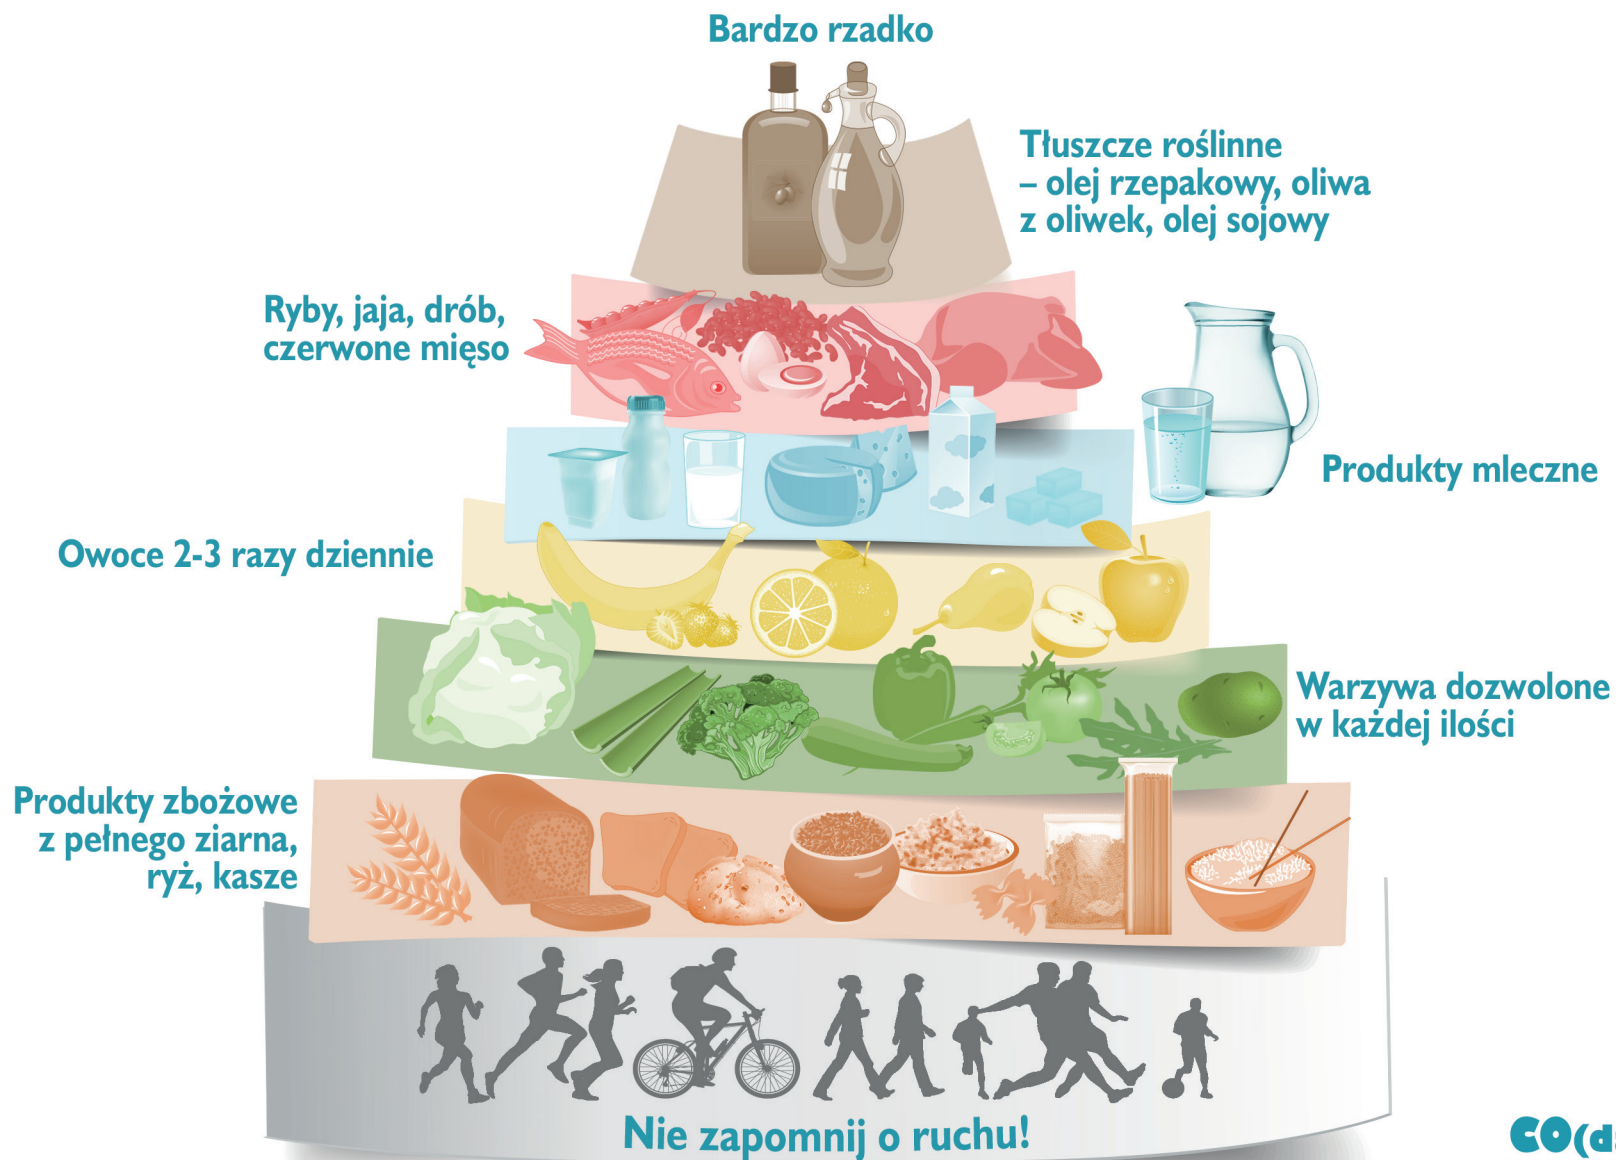 Bardzo rzadko
Tłuszcze roślinne
– olej rzepakowy, oliwa
z oliwek, olej sojowy
Ryby, jaja, drób,
czerwone mięso
Produkty mleczne
Owoce 2-3 razy dziennie
Warzywa dozwolone
w każdej ilości
Produkty zbożowe
z pełnego ziarna,
ryż, kasze
Nie zapomnij o ruchu!